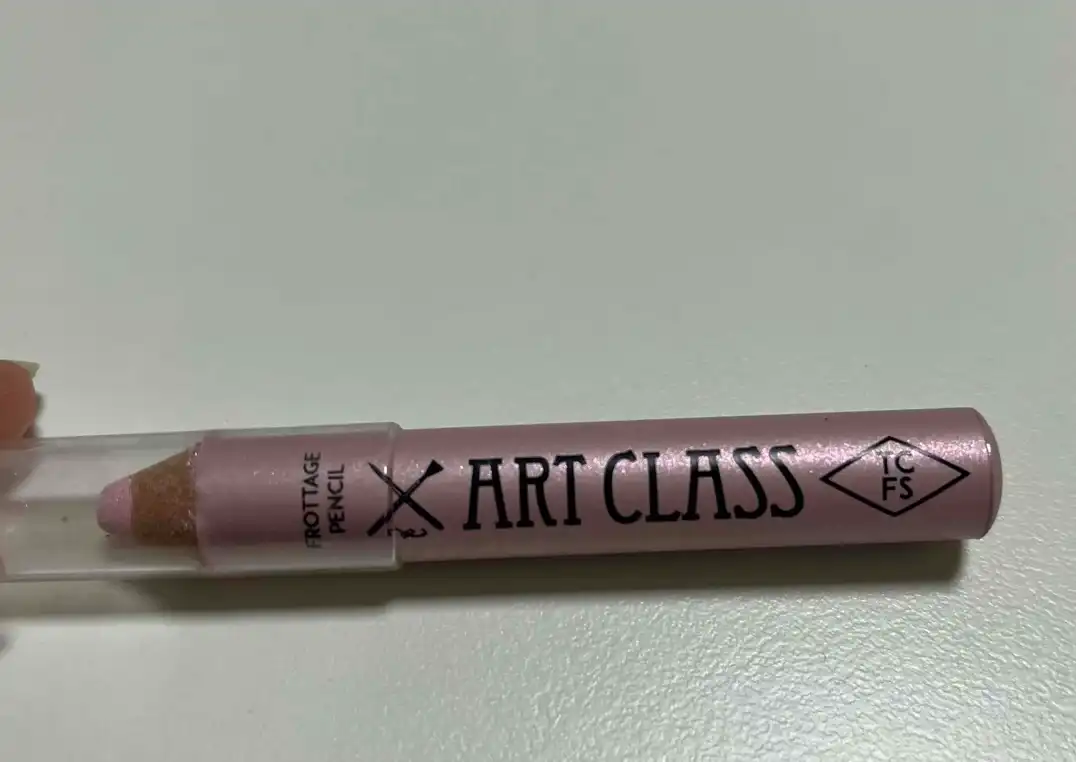 FROTTAGE
PENCIL
ART CLASS
TC
FS